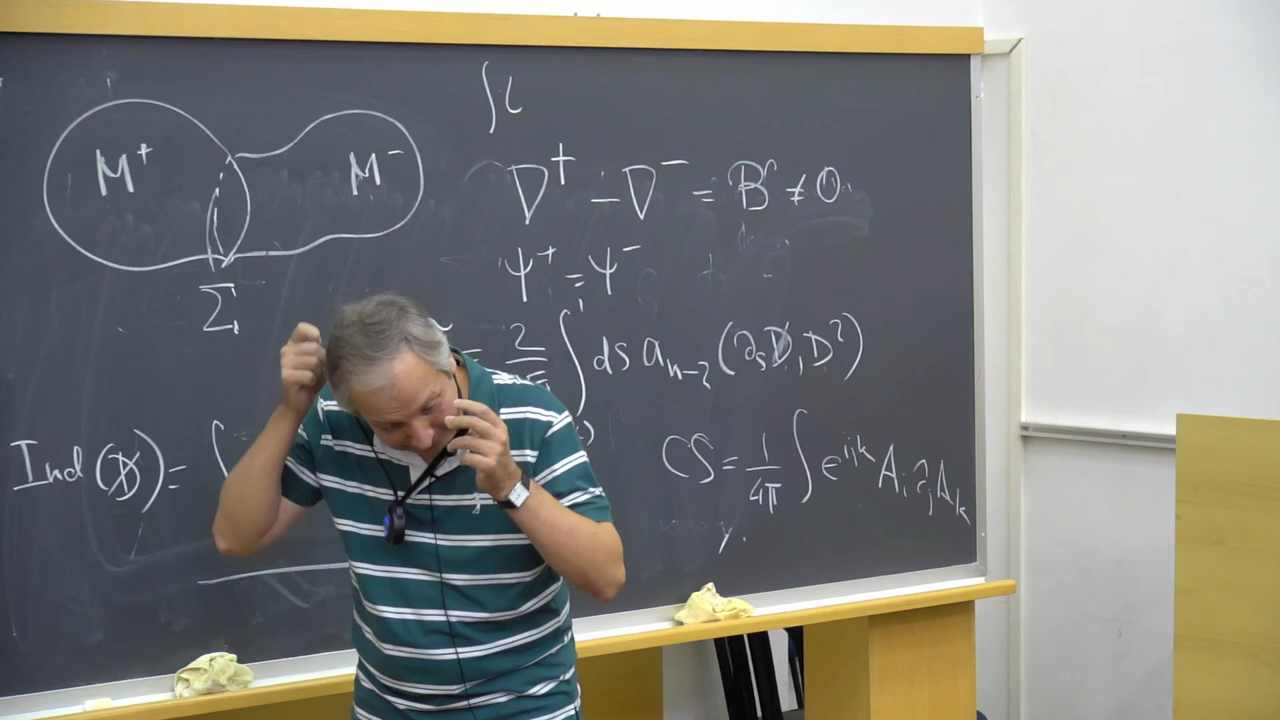 M⁺ M⁻
Σ
∫ L
∇⁺ − ∇⁻ = B ≠ 0
Ψ⁺ = Ψ⁻
= 2 ∫ ds a_{n-2} (∂_s D, D²)
Ind (D̸) = ∫
CS = 1/4π ∫ e^{ijk} A_i ∂_j A_k